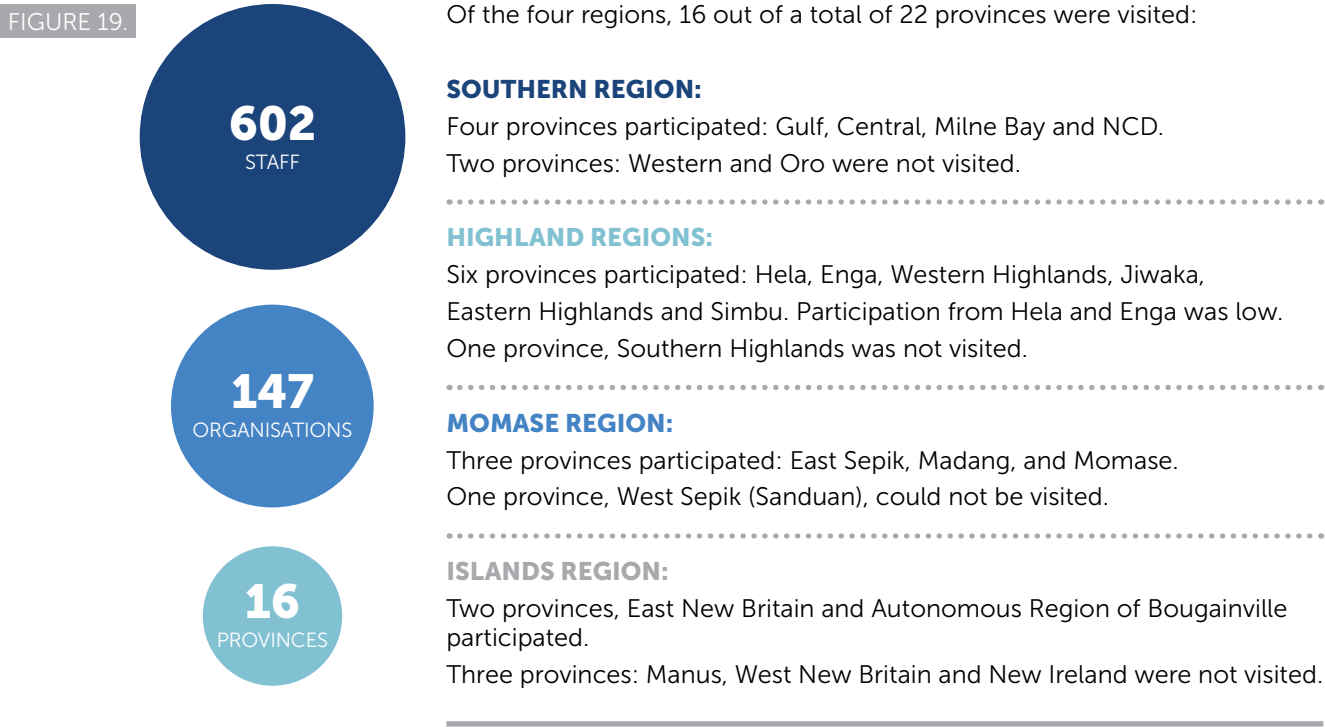 FIGURE 19.
602
STAFF
147
ORGANISATIONS
16
PROVINCES
Of the four regions, 16 out of a total of 22 provinces were visited:
SOUTHERN REGION:
Four provinces participated: Gulf, Central, Milne Bay and NCD.
Two provinces: Western and Oro were not visited.
HIGHLAND REGIONS:
Six provinces participated: Hela, Enga, Western Highlands, Jiwaka,
Eastern Highlands and Simbu. Participation from Hela and Enga was low.
One province, Southern Highlands was not visited.
MOMASE REGION:
Three provinces participated: East Sepik, Madang, and Momase.
One province, West Sepik (Sanduan), could not be visited.
ISLANDS REGION:
Two provinces, East New Britain and Autonomous Region of Bougainville
participated.
Three provinces: Manus, West New Britain and New Ireland were not visited.